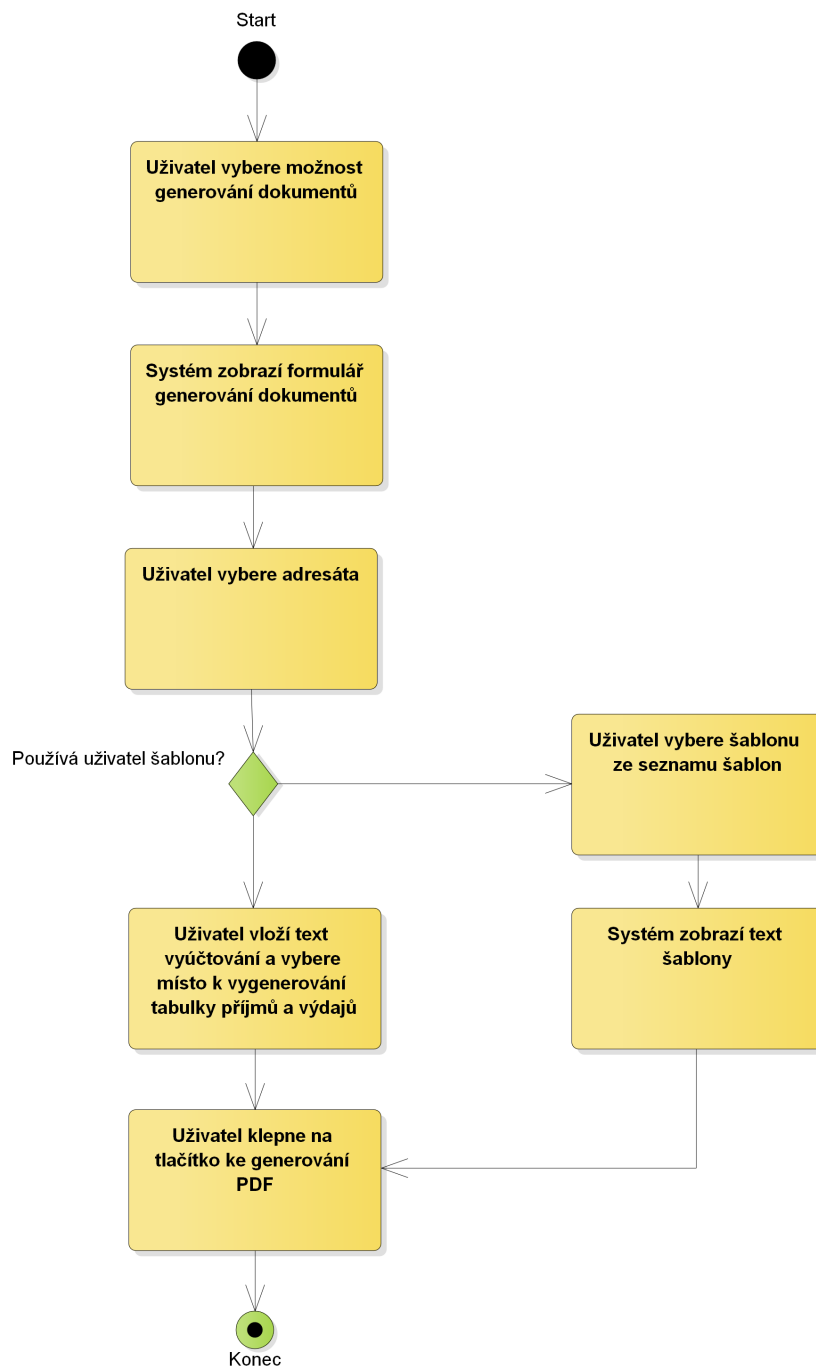 Start
Uživatel vybere možnost
generování dokumentů
Systém zobrazí formulář
generování dokumentů
Uživatel vybere adresáta
Používá uživatel šablonu?
Uživatel vybere šablonu
ze seznamu šablon
Uživatel vloží text
vyúčtování a vybere
místo k vygenerování
tabulky příjmů a výdajů
Systém zobrazí text
šablony
Uživatel klepne na
tlačítko ke generování
PDF
Konec